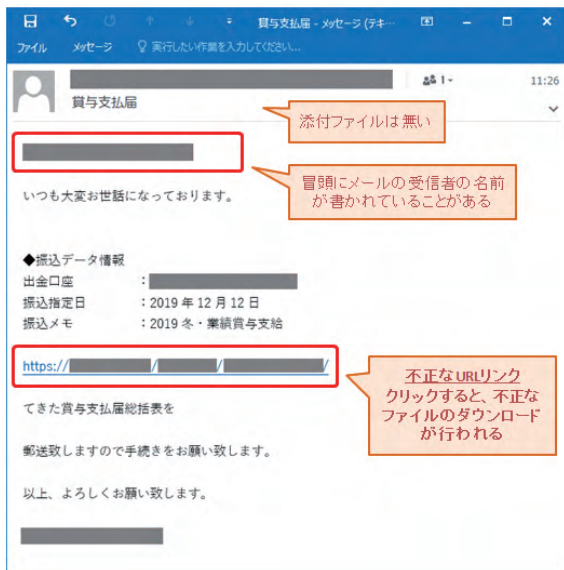 賞与支払届 - メッセージ (テキ…
ファイル メッセージ 実行したい作業を入力してください...
1
11:26
賞与支払届
添付ファイルは無い
冒頭にメールの受信者の名前
が書かれていることがある
いつも大変お世話になっております。
◆振込データ情報
出金口座 :
振込指定日 :2019 年 12 月 12 日
振込メモ :2019 冬・業績賞与支給
https:// / / /
不正なURLリンク
クリックすると、不正な
ファイルのダウンロード
が行われる
てきた賞与支払届総括表を
郵送致しますので手続きをお願い致します。
以上、よろしくお願い致します。